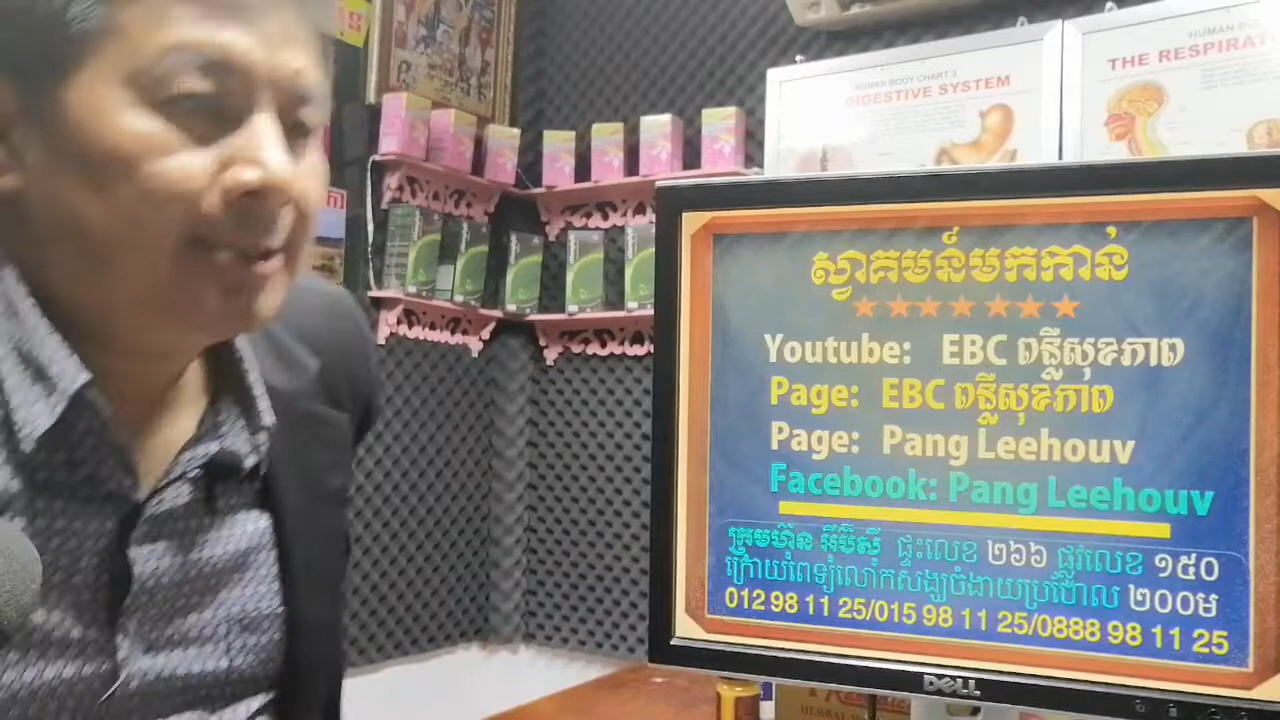 HUMAN BODY CHART 1
DIGESTIVE SYSTEM
HUMAN
THE RESPIRAT
ស្វាគមន៍មកកាន់
Youtube: EBC ពន្លឺសុខភាព
Page: EBC ពន្លឺសុខភាព
Page: Pang Leehouv
Facebook: Pang Leehouv
ក្រុមហ៊ុន អីប៊ីស៊ី ផ្ទះលេខ ២៦៦ ផ្លូវលេខ ១៥០
ក្រោយពេទ្យលោកសង្ឃចំងាយប្រហែល ២០០ម
012 98 11 25/015 98 11 25/0888 98 11 25
DELL